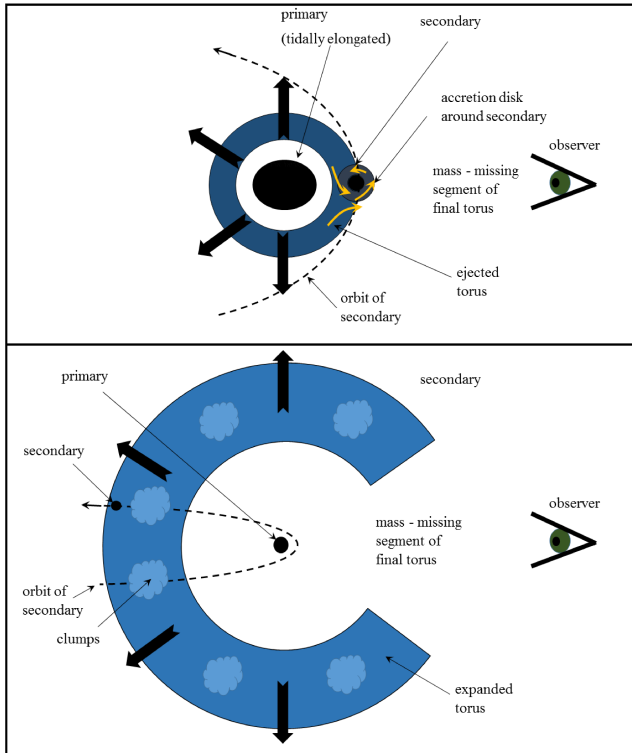 primary
(tidally elongated)
secondary
accretion disk
around secondary
observer
mass - missing
segment of
final torus
ejected
torus
orbit of
secondary
primary
secondary
secondary
observer
mass - missing
segment of
final torus
orbit of
secondary
clumps
expanded
torus